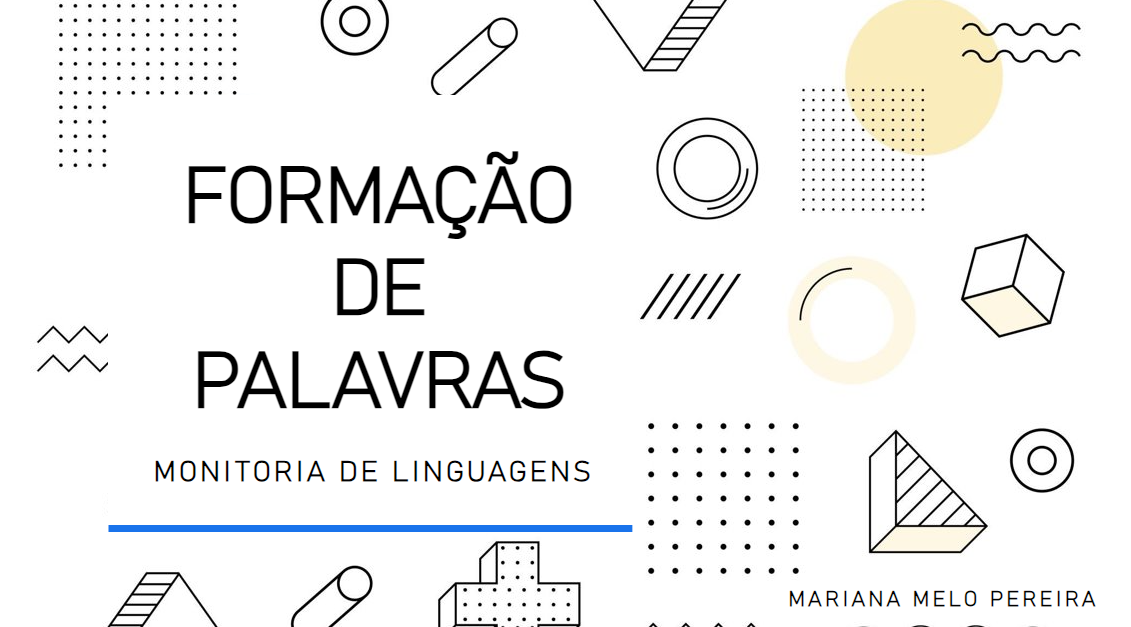 FORMAÇÃO
DE
PALAVRAS
MONITORIA DE LINGUAGENS
MARIANA MELO PEREIRA